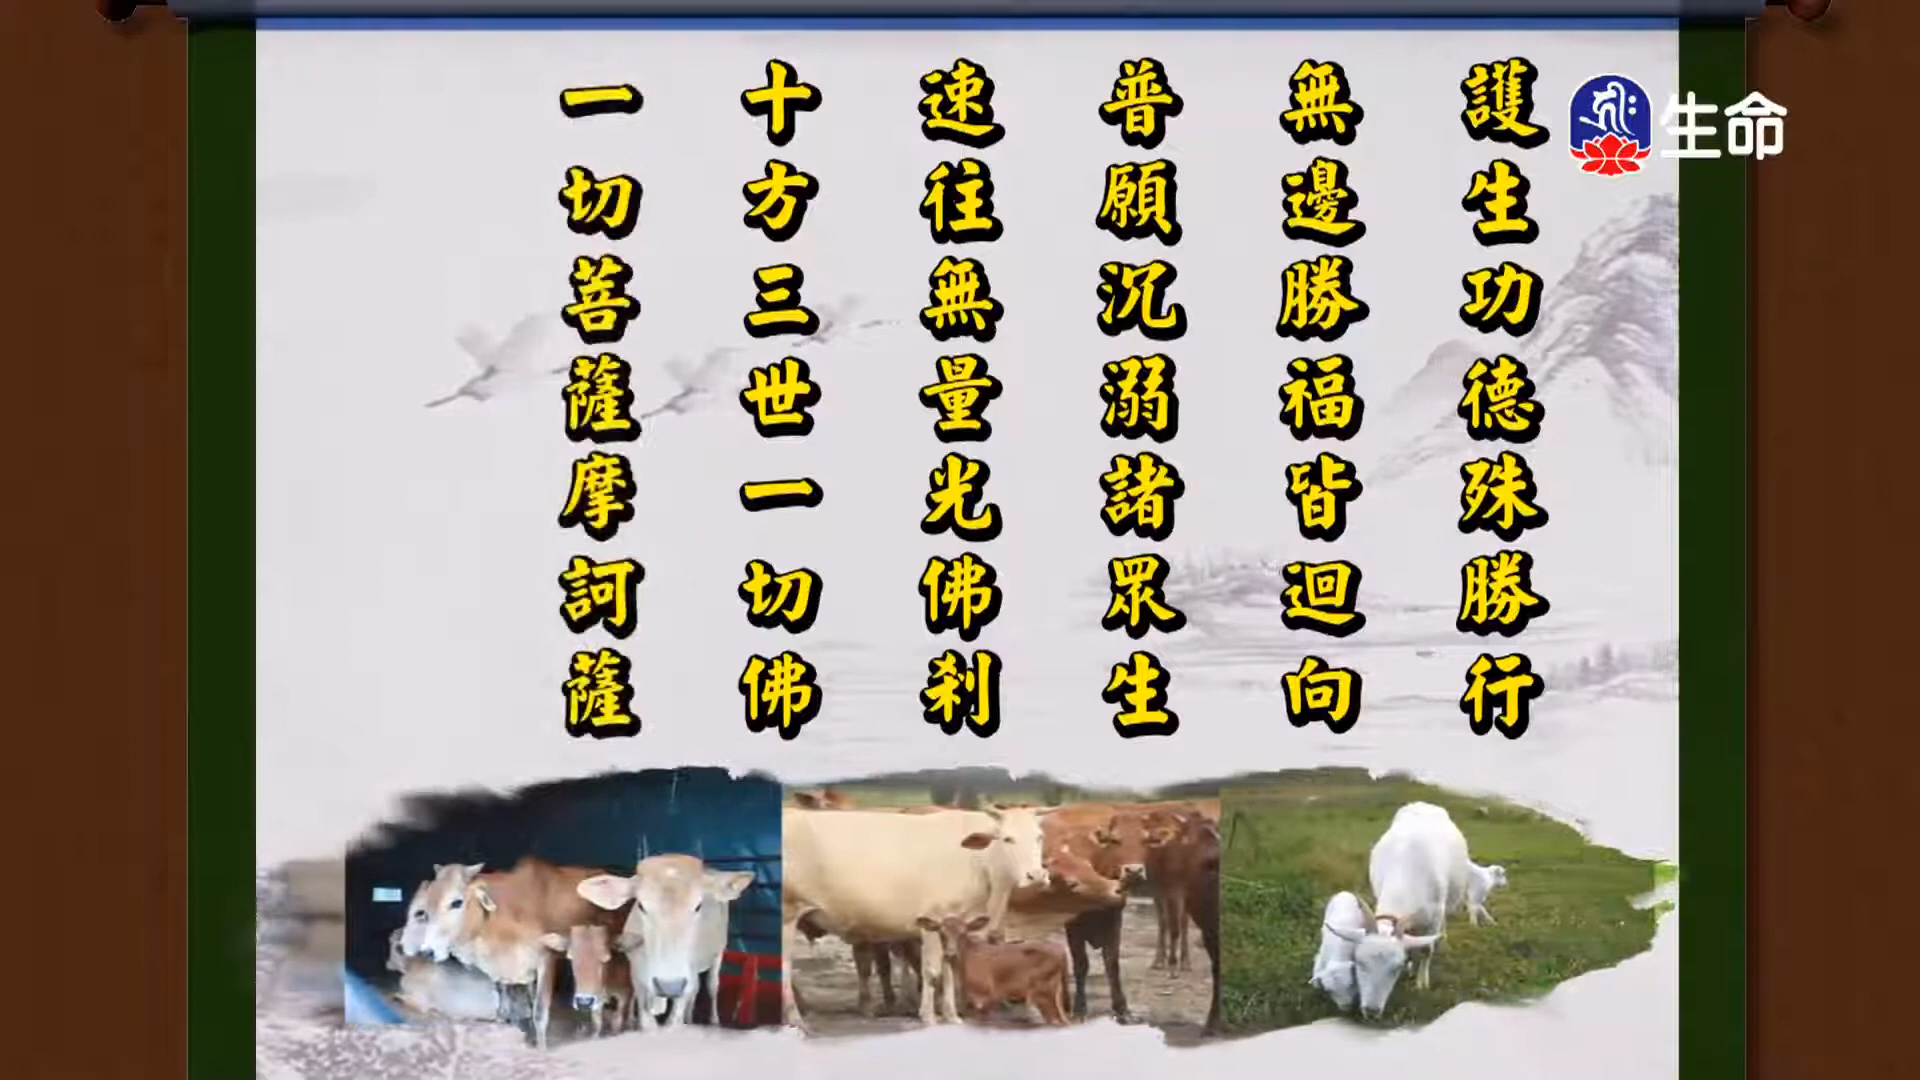 護生功德殊勝行
無邊勝福皆迴向
普願沉溺諸眾生
速往無量光佛剎
十方三世一切佛
一切菩薩摩訶薩
生命